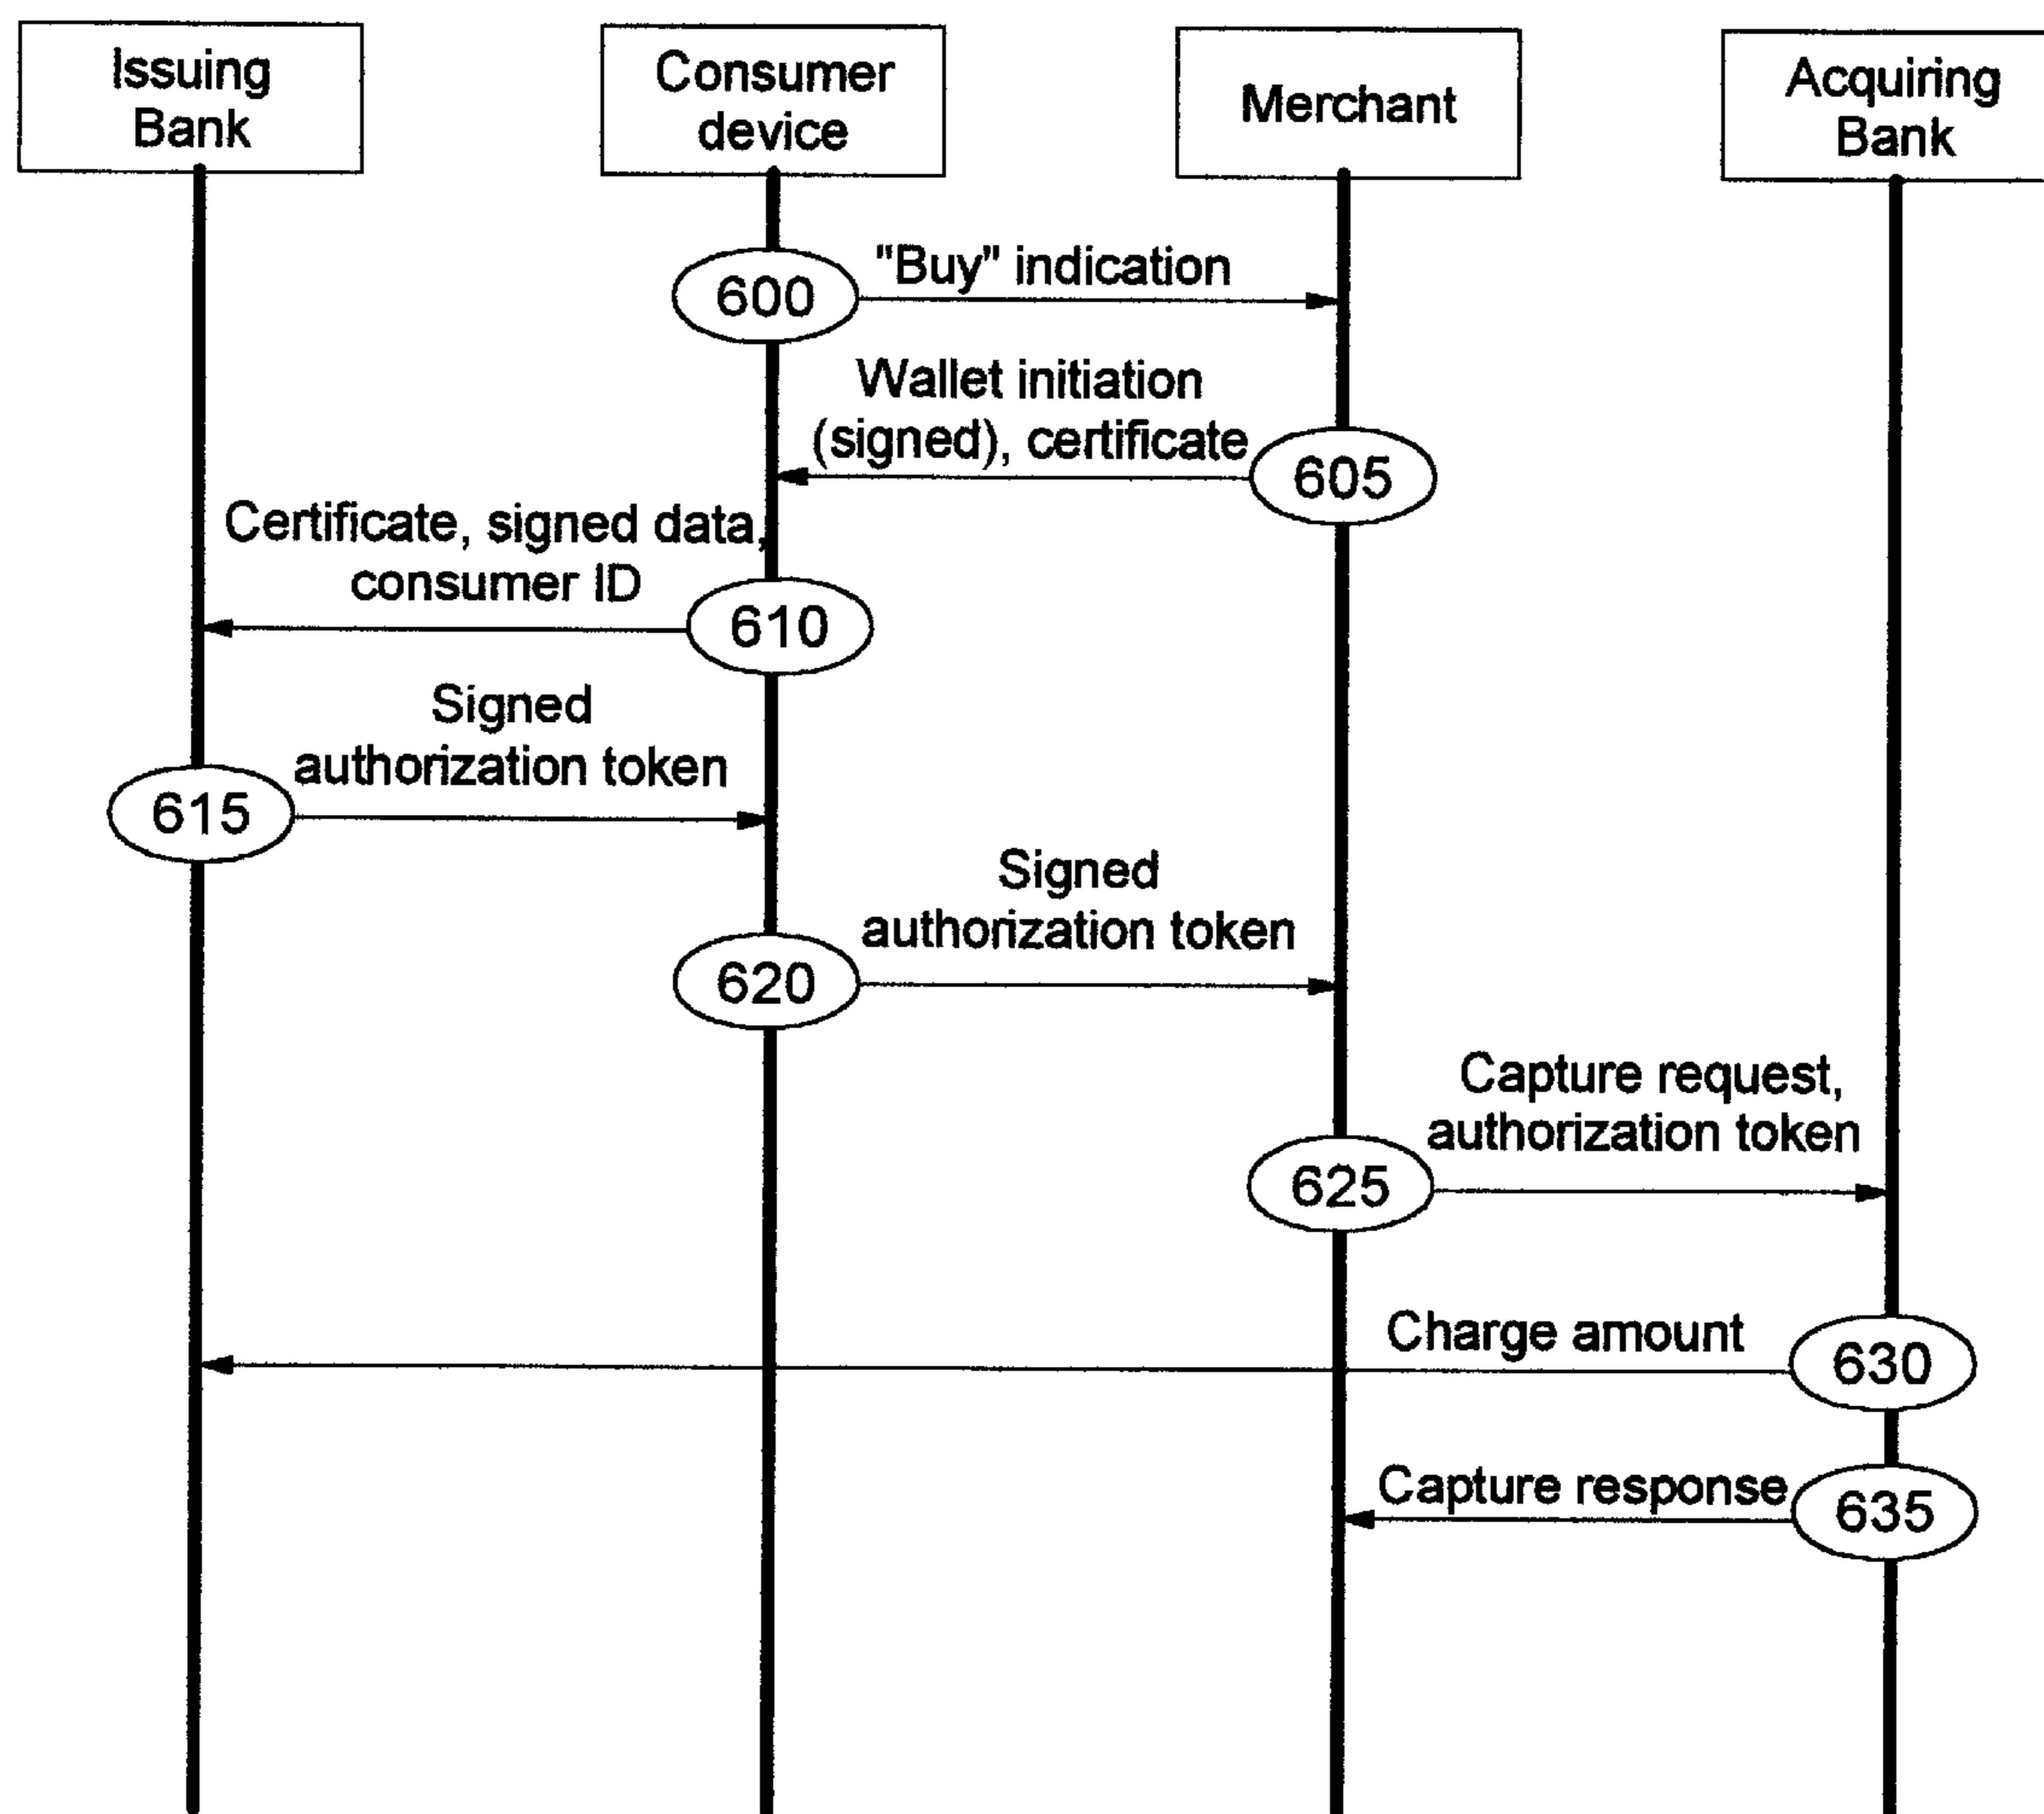 Issuing
Bank
Consumer
device
Merchant
Acquiring
Bank
"Buy" indication
600
Wallet initiation
(signed), certificate
605
Certificate, signed data,
consumer ID
610
Signed
authorization token
615
Signed
authorization token
620
Capture request,
authorization token
625
Charge amount
630
Capture response
635